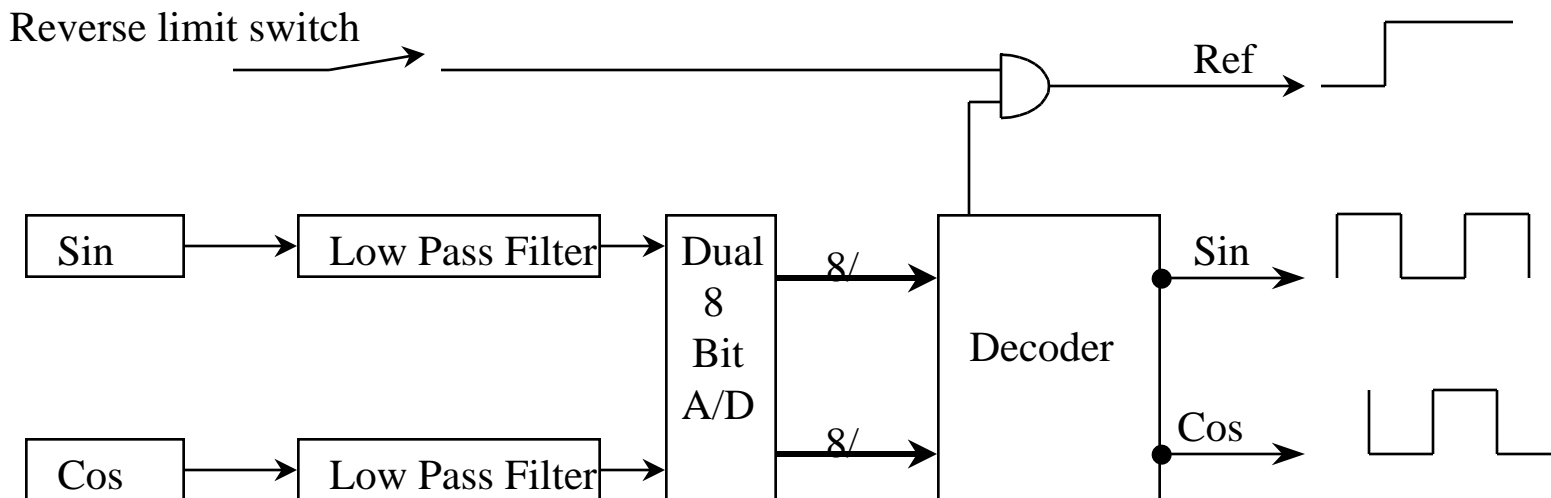 Reverse limit switch
Ref
Sin
Low Pass Filter
Dual
8
Bit
A/D
8/
Decoder
Sin
8/
Cos
Cos
Low Pass Filter